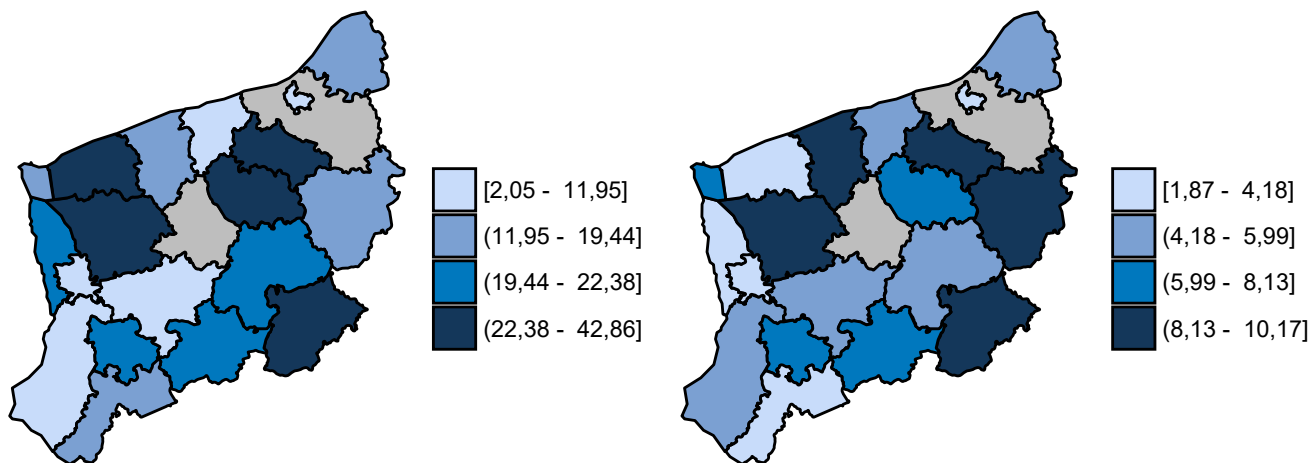 [2,05 - 11,95]
(11,95 - 19,44]
(19,44 - 22,38]
(22,38 - 42,86]
[1,87 - 4,18]
(4,18 - 5,99]
(5,99 - 8,13]
(8,13 - 10,17]